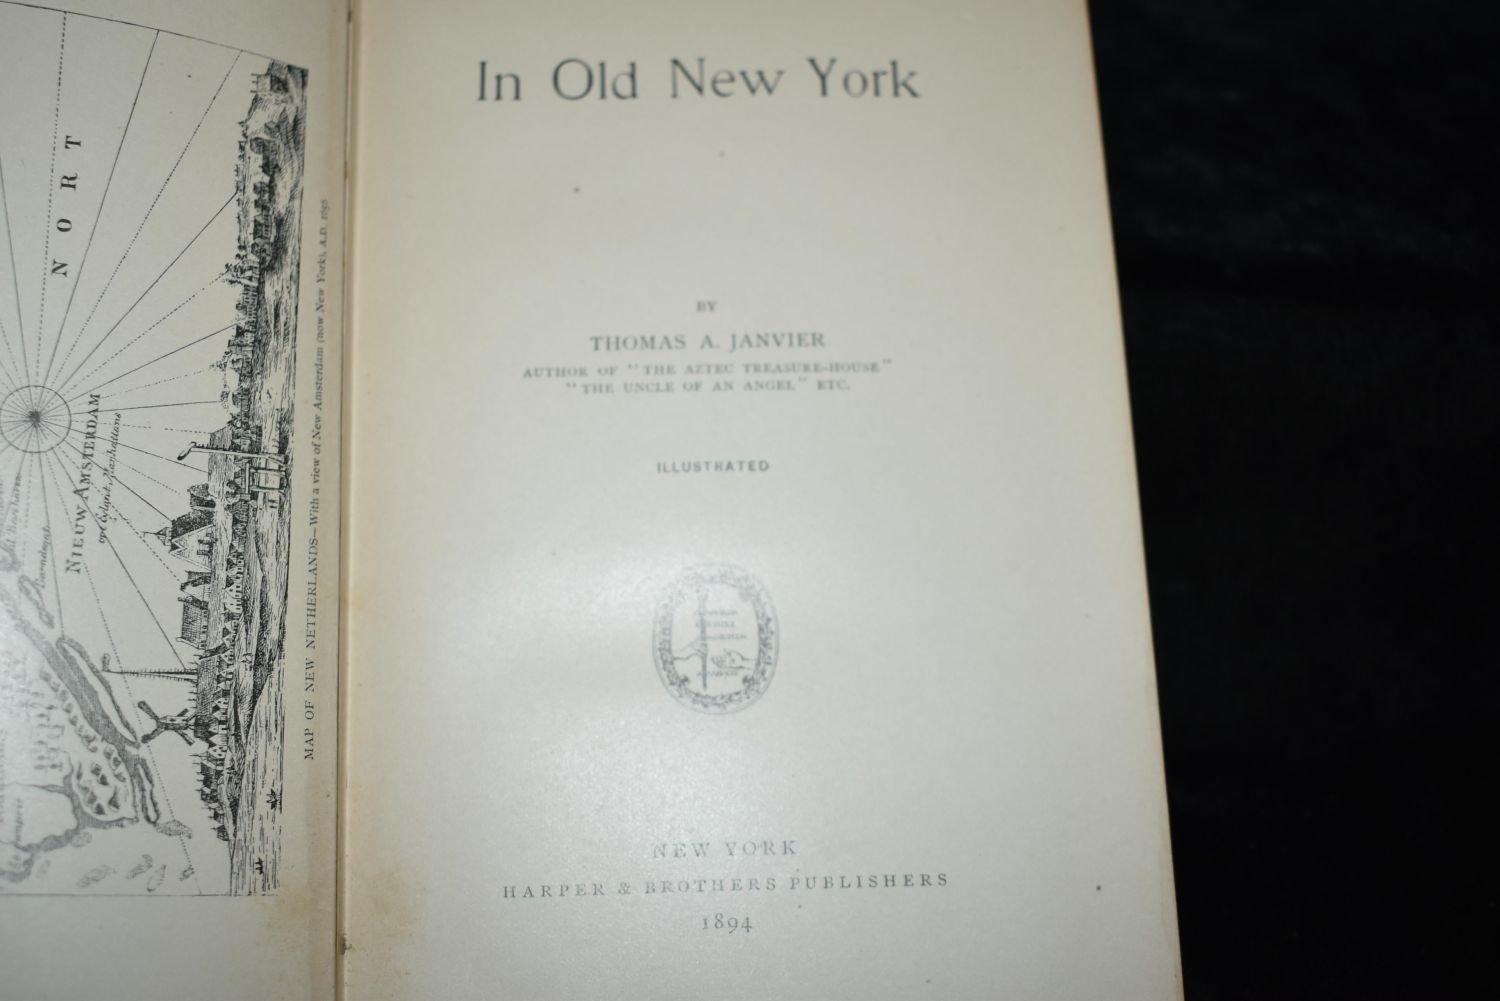 NORT
NIEUW AMSTERDAM
MAP OF NEW NETHERLANDS—With a view of New Amsterdam (now New York), A.D. 1656
In Old New York
BY
THOMAS A. JANVIER
AUTHOR OF "THE AZTEC TREASURE-HOUSE"
"THE UNCLE OF AN ANGEL" ETC.
ILLUSTRATED
NEW YORK
HARPER & BROTHERS PUBLISHERS
1894